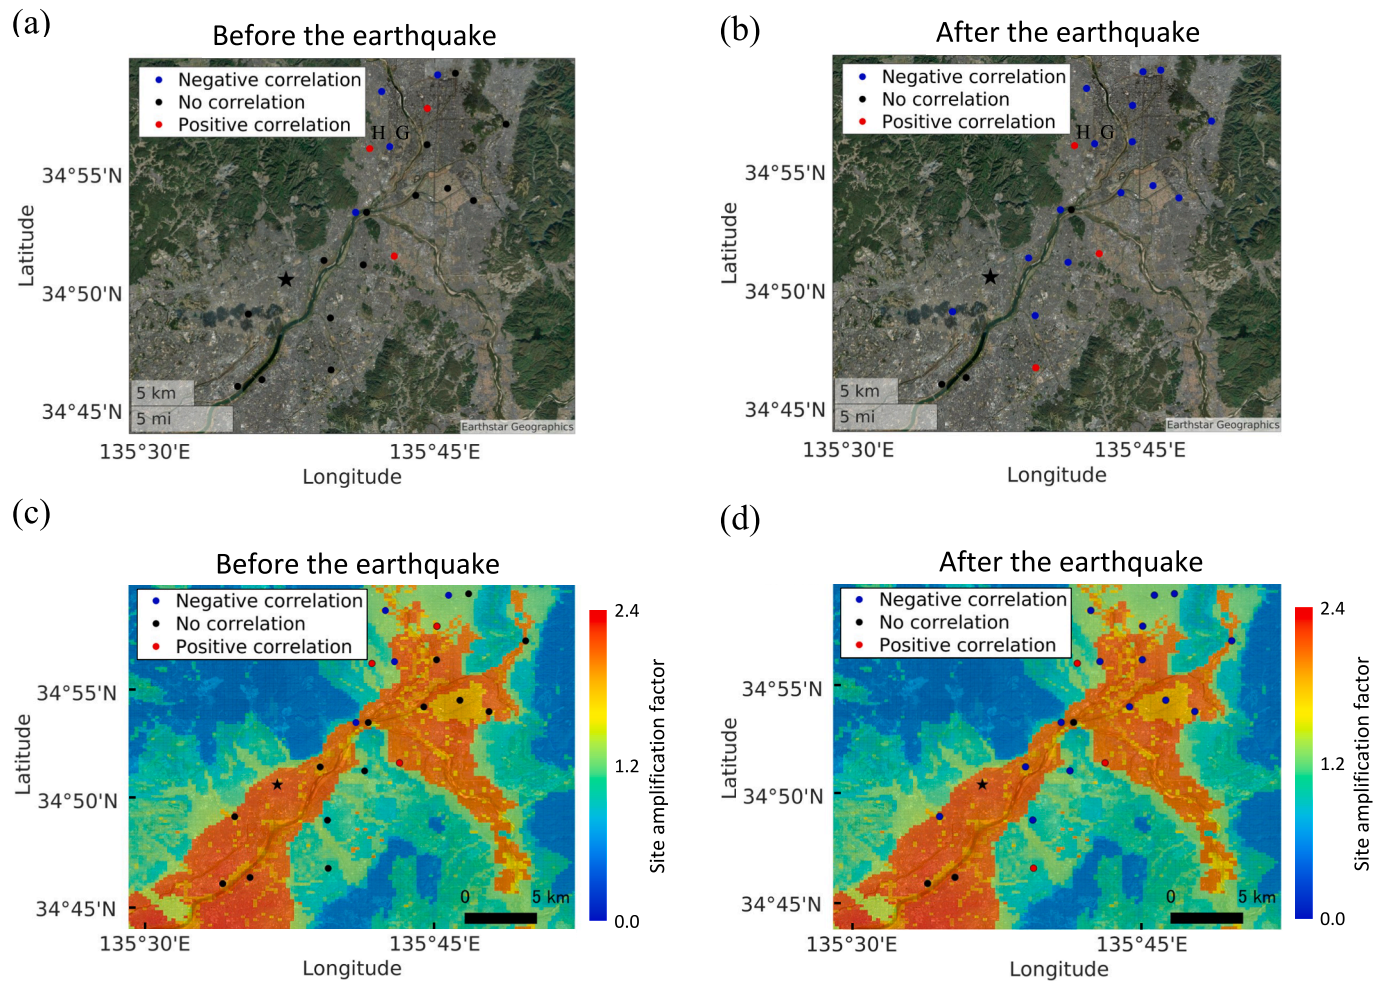 (a)
Before the earthquake
Negative correlation
No correlation
Positive correlation
H G
34°55'N
34°50'N
34°45'N
Latitude
5 km
5 mi
Earthstar Geographics
135°30'E
135°45'E
Longitude
(b)
After the earthquake
Negative correlation
No correlation
Positive correlation
H G
34°55'N
34°50'N
34°45'N
Latitude
5 km
5 mi
Earthstar Geographics
135°30'E
135°45'E
Longitude
(c)
Before the earthquake
Negative correlation
No correlation
Positive correlation
34°55'N
34°50'N
34°45'N
Latitude
0 5 km
135°30'E
135°45'E
Longitude
2.4
1.2
0.0
Site amplification factor
(d)
After the earthquake
Negative correlation
No correlation
Positive correlation
34°55'N
34°50'N
34°45'N
Latitude
0 5 km
135°30'E
135°45'E
Longitude
2.4
1.2
0.0
Site amplification factor